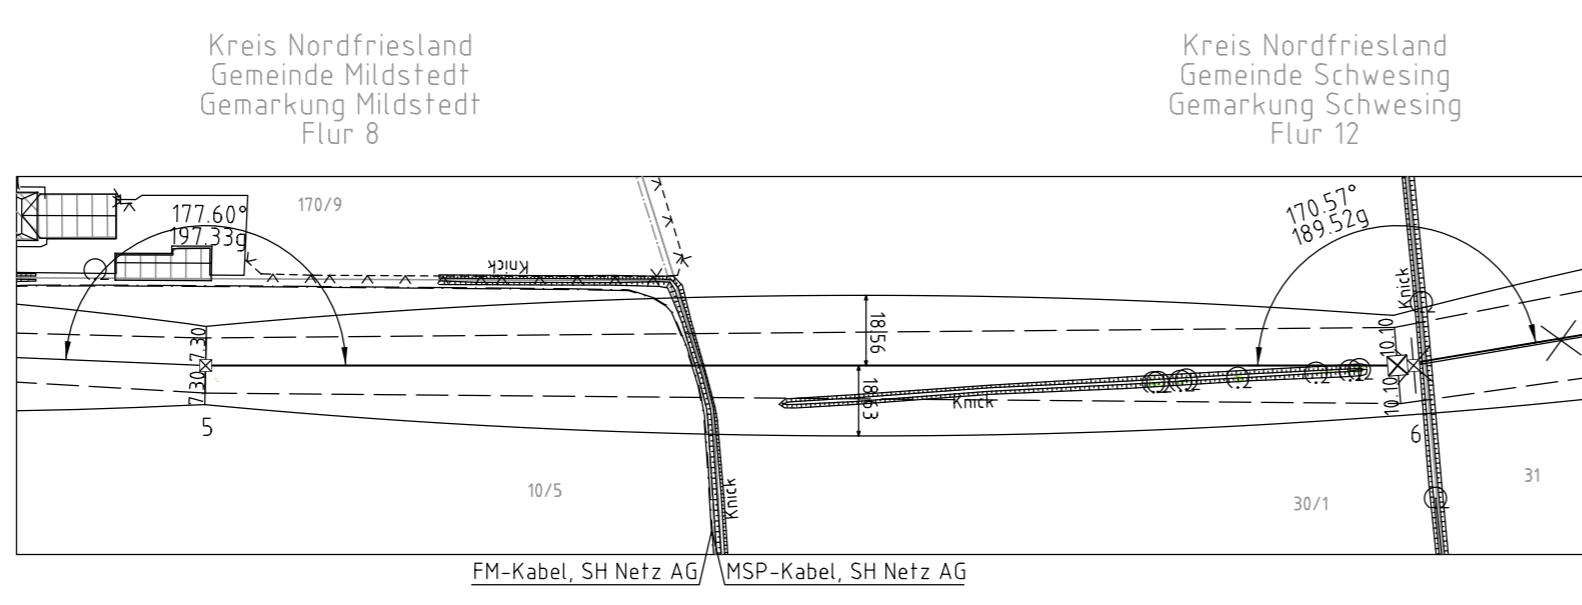 Kreis Nordfriesland
Gemeinde Mildstedt
Gemarkung Mildstedt
Flur 8
Kreis Nordfriesland
Gemeinde Schwesing
Gemarkung Schwesing
Flur 12
177.60°
197.33g
170/9
170.57°
189.52g
Knick
Knick
7.30
7.30
18.56
18.63
10.10
10.10
Knick
5
6
10/5
Knick
30/1
31
FM-Kabel, SH Netz AG
MSP-Kabel, SH Netz AG